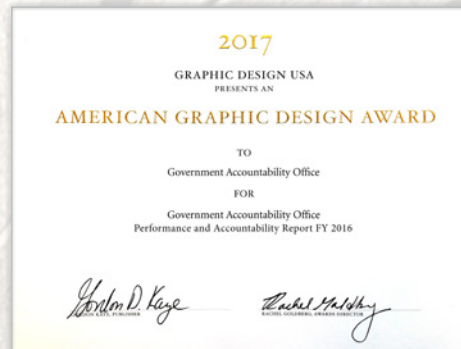 2017
GRAPHIC DESIGN USA
PRESENTS AN
AMERICAN GRAPHIC DESIGN AWARD
TO
Government Accountability Office
FOR
Government Accountability Office
Performance and Accountability Report FY 2016
Gordon D. Kaye
GORDON KAYE, PUBLISHER
RACHEL GOLDBERG, AWARDS DIRECTOR